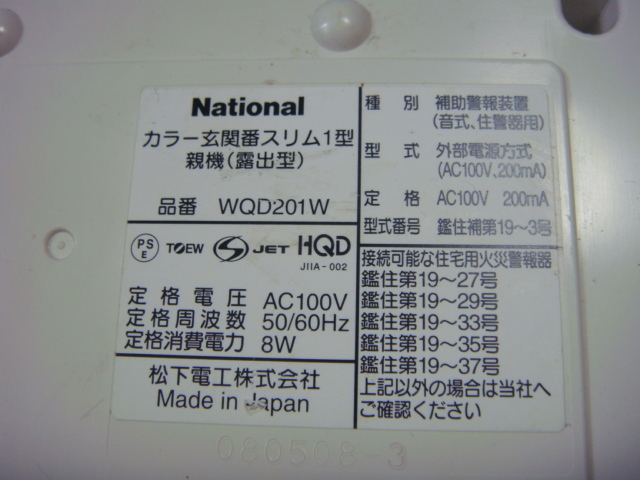 National
カラー玄関番スリム1型
親機(露出型)
品番 WQD201W
PS
E
TOEW
S JET
HQD
JIIA-002
定格電圧 AC100V
定格周波数 50/60Hz
定格消費電力 8W
松下電工株式会社
Made in Japan
種別 補助警報装置
(音式、住警器用)
型式 外部電源方式
(AC100V、200mA)
定格 AC100V 200mA
型式番号 鑑住補第19～3号
接続可能な住宅用火災警報器
鑑住第19～27号
鑑住第19～29号
鑑住第19～33号
鑑住第19～35号
鑑住第19～37号
上記以外の場合は当社へ
ご確認ください
080508-3